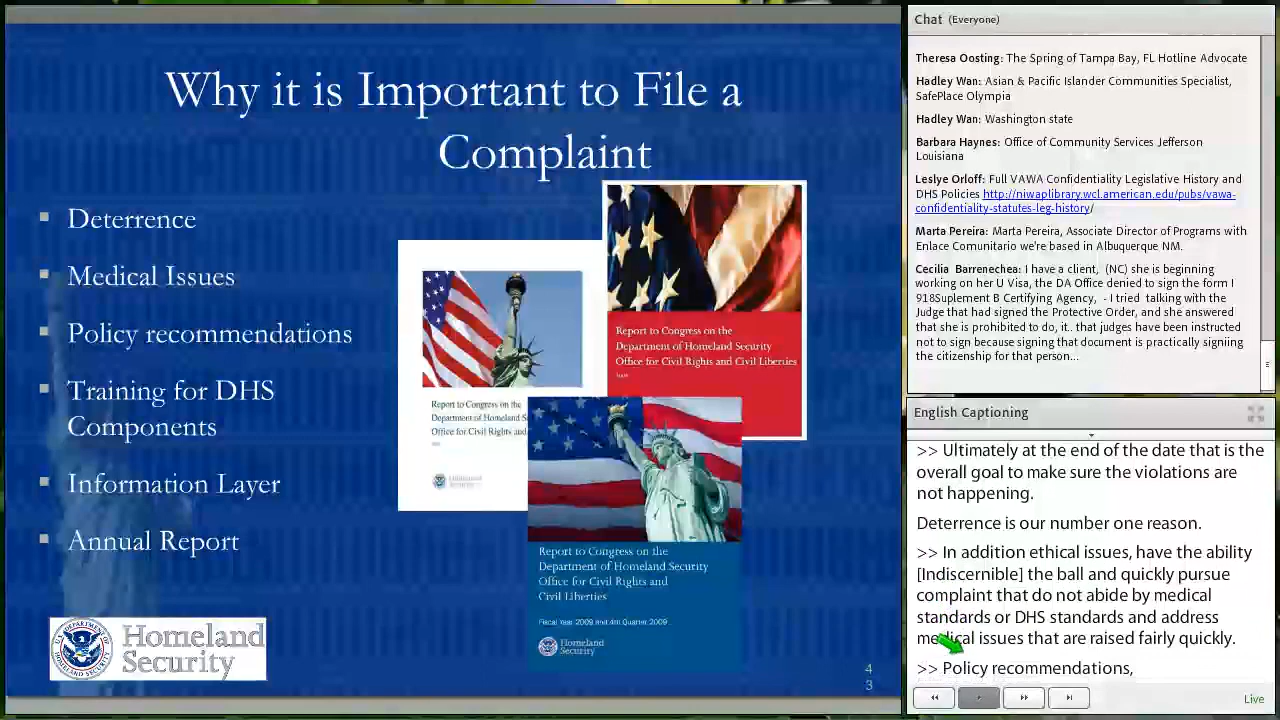 Why it is Important to File a
Complaint
Deterrence
Medical Issues
Policy recommendations
Training for DHS
Components
Information Layer
Annual Report
Report to Congress on the
Department of Homeland Security
Office for Civil Rights and Civil Liberties
Report to Congress on the
Department of Homeland S
Office for Civil Rights and
Homeland
Security
Report to Congress on the
Department of Homeland Security
Office for Civil Rights and
Civil Liberties
Fiscal Year 2009 and 4th Quarter 2009
Homeland
Security
Homeland
Security
4
3
Chat (Everyone)
Theresa Oosting: The Spring of Tampa Bay, FL Hotline Advocate
Hadley Wan: Asian & Pacific Islander Communities Specialist,
SafePlace Olympia
Hadley Wan: Washington state
Barbara Haynes: Office of Community Services Jefferson
Louisiana
Leslye Orloff: Full VAWA Confidentiality Legislative History and
DHS Policies http://niwaplibrary.wcl.american.edu/pubs/vawa-
confidentiality-statutes-leg-history/
Marta Pereira: Marta Pereira, Associate Director of Programs with
Enlace Comunitario we're based in Albuquerque NM.
Cecilia Barrenechea: I have a client, (NC) she is beginning
working on her U Visa, the DA Office denied to sign the form I
918Suplement B Certifying Agency, - I tried talking with the
Judge that had signed the Protective Order, and she answered
that she is prohibited to do, it.. that judges have been instructed
not to sign because signing that document is practically signing
the citizenship for that person...
English Captioning
>> Ultimately at the end of the date that is the
overall goal to make sure the violations are
not happening.
Deterrence is our number one reason.
>> In addition ethical issues, have the ability
[Indiscernible] the ball and quickly pursue
complaint that do not abide by medical
standards or DHS standards and address
medical issues that are raised fairly quickly.
>> Policy recommendations,
Live